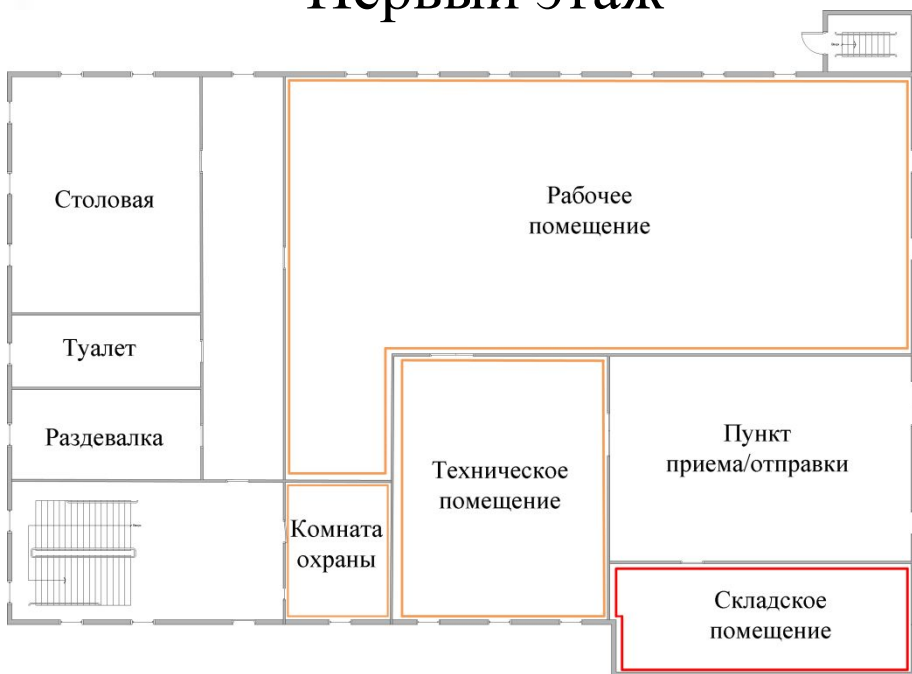 Первый этаж
Столовая
Рабочее
помещение
Туалет
Раздевалка
Пункт
приема/отправки
Техническое
помещение
Комната
охраны
Складское
помещение